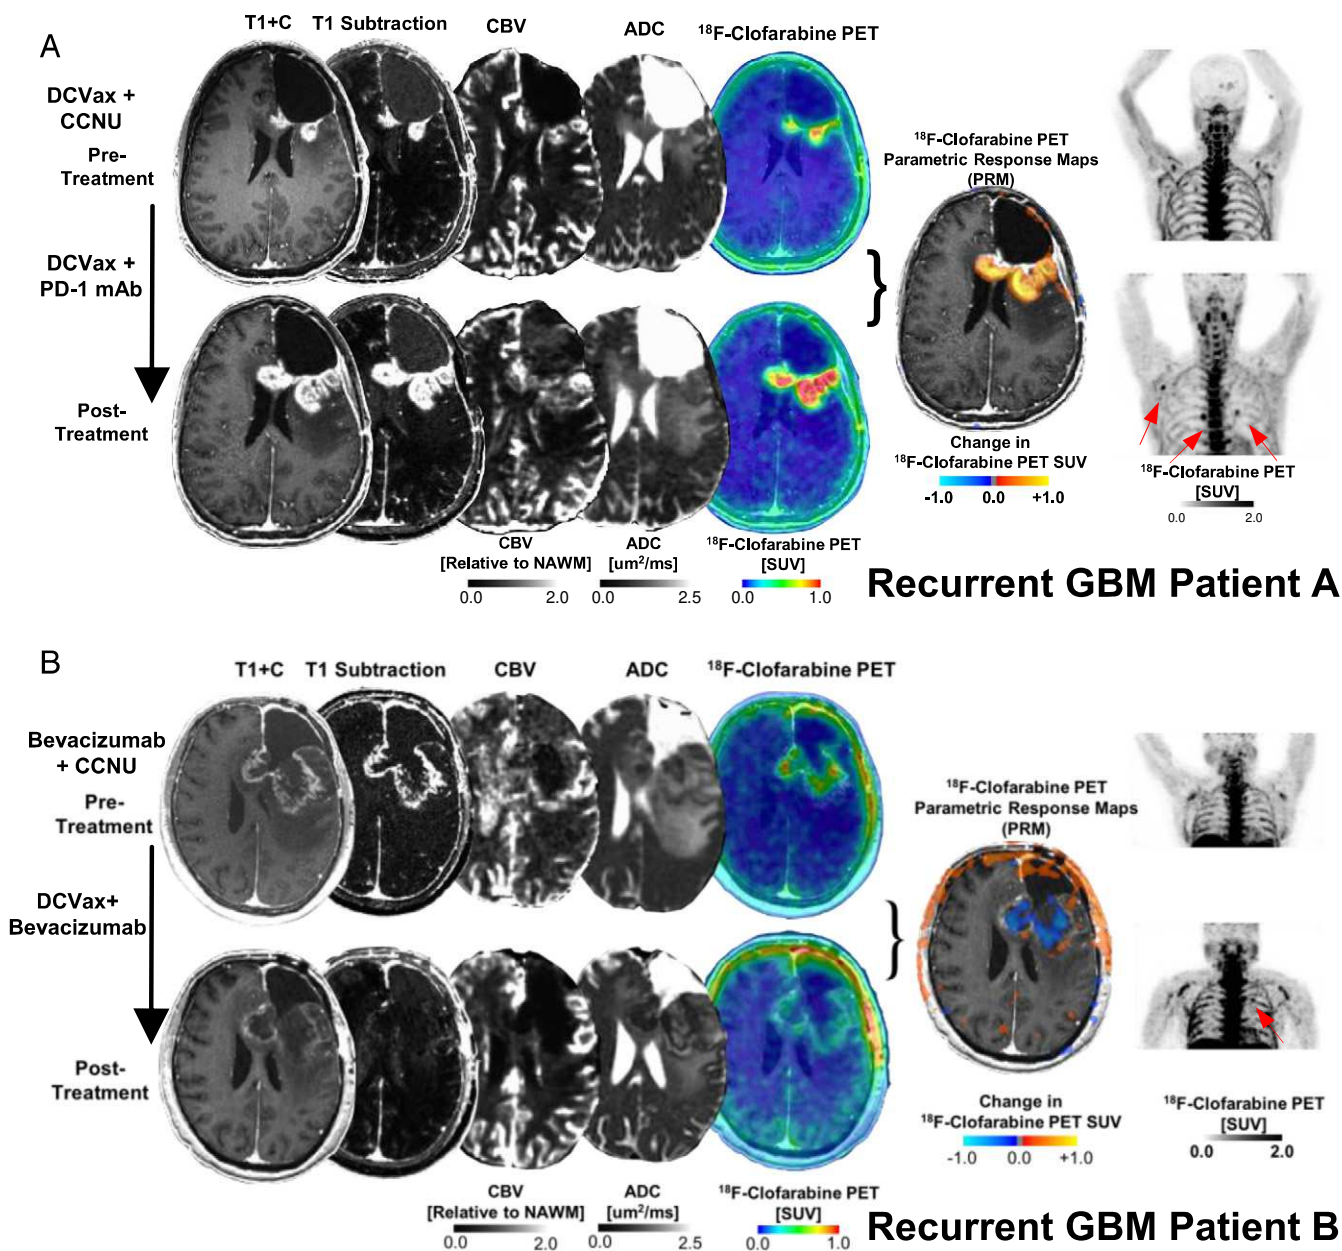 A
T1+C T1 Subtraction CBV ADC ¹⁸F-Clofarabine PET
DCVax +
CCNU
Pre-
Treatment
DCVax +
PD-1 mAb
Post-
Treatment
¹⁸F-Clofarabine PET
Parametric Response Maps
(PRM)
Change in
¹⁸F-Clofarabine PET SUV
-1.0 0.0 +1.0
¹⁸F-Clofarabine PET
[SUV]
0.0 2.0
CBV
[Relative to NAWM]
0.0 2.0
ADC
[um²/ms]
0.0 2.5
¹⁸F-Clofarabine PET
[SUV]
0.0 1.0
Recurrent GBM Patient A
B
T1+C T1 Subtraction CBV ADC ¹⁸F-Clofarabine PET
Bevacizumab
+ CCNU
Pre-
Treatment
DCVax+
Bevacizumab
Post-
Treatment
¹⁸F-Clofarabine PET
Parametric Response Maps
(PRM)
Change in
¹⁸F-Clofarabine PET SUV
-1.0 0.0 +1.0
¹⁸F-Clofarabine PET
[SUV]
0.0 2.0
CBV
[Relative to NAWM]
0.0 2.0
ADC
[um²/ms]
0.0 2.5
¹⁸F-Clofarabine PET
[SUV]
0.0 1.0
Recurrent GBM Patient B